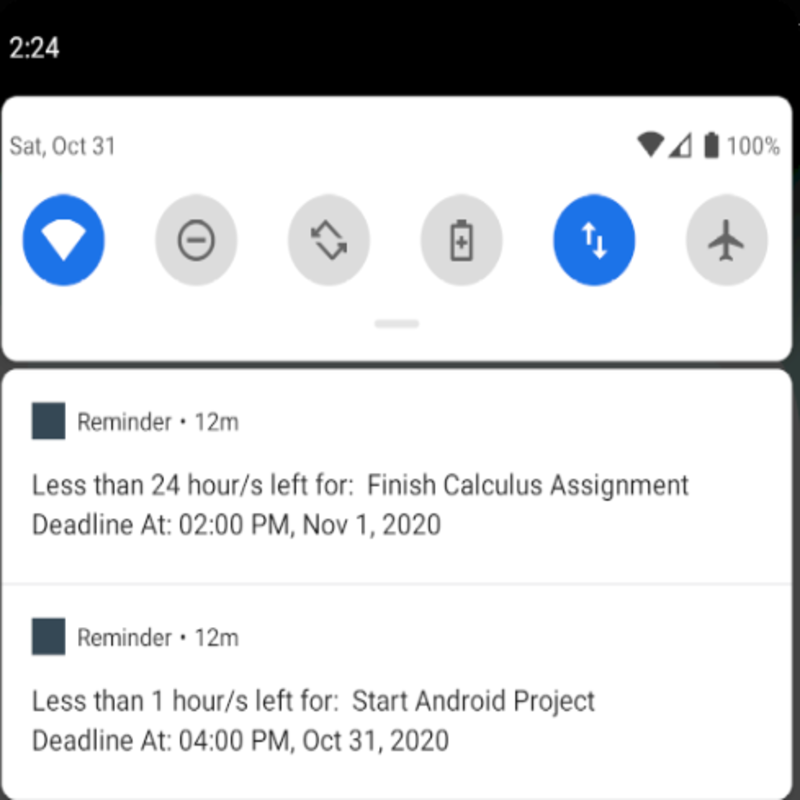 2:24
Sat, Oct 31 100%
Reminder • 12m
Less than 24 hour/s left for:  Finish Calculus Assignment
Deadline At: 02:00 PM, Nov 1, 2020
Reminder • 12m
Less than 1 hour/s left for:  Start Android Project
Deadline At: 04:00 PM, Oct 31, 2020